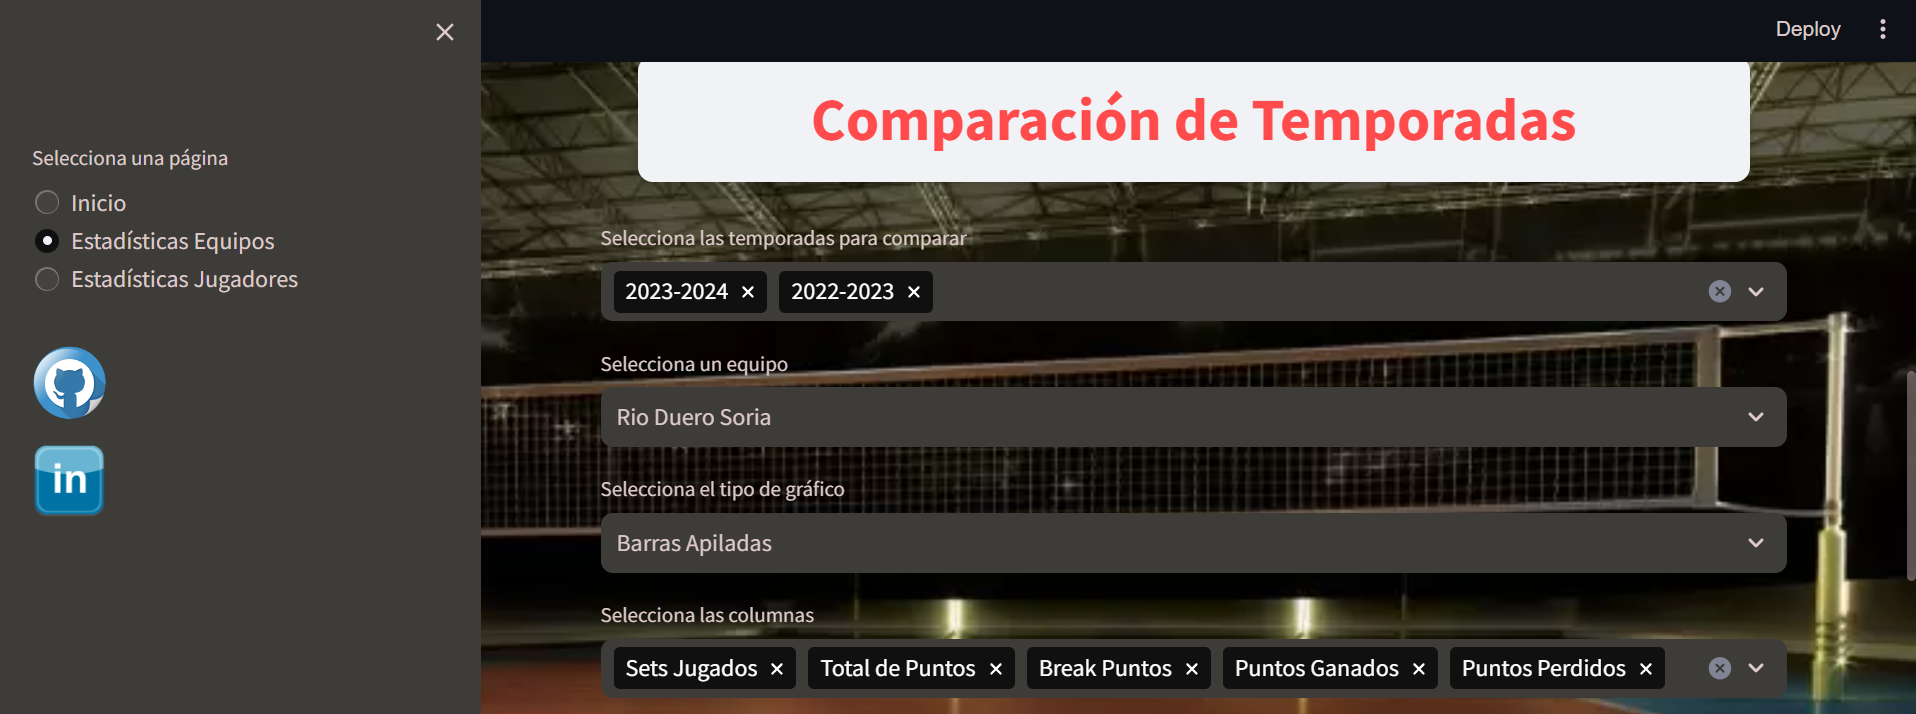 Deploy
Selecciona una página
Inicio
Estadísticas Equipos
Estadísticas Jugadores
in
Comparación de Temporadas
Selecciona las temporadas para comparar
2023-2024 2022-2023
Selecciona un equipo
Rio Duero Soria
Selecciona el tipo de gráfico
Barras Apiladas
Selecciona las columnas
Sets Jugados Total de Puntos Break Puntos Puntos Ganados Puntos Perdidos